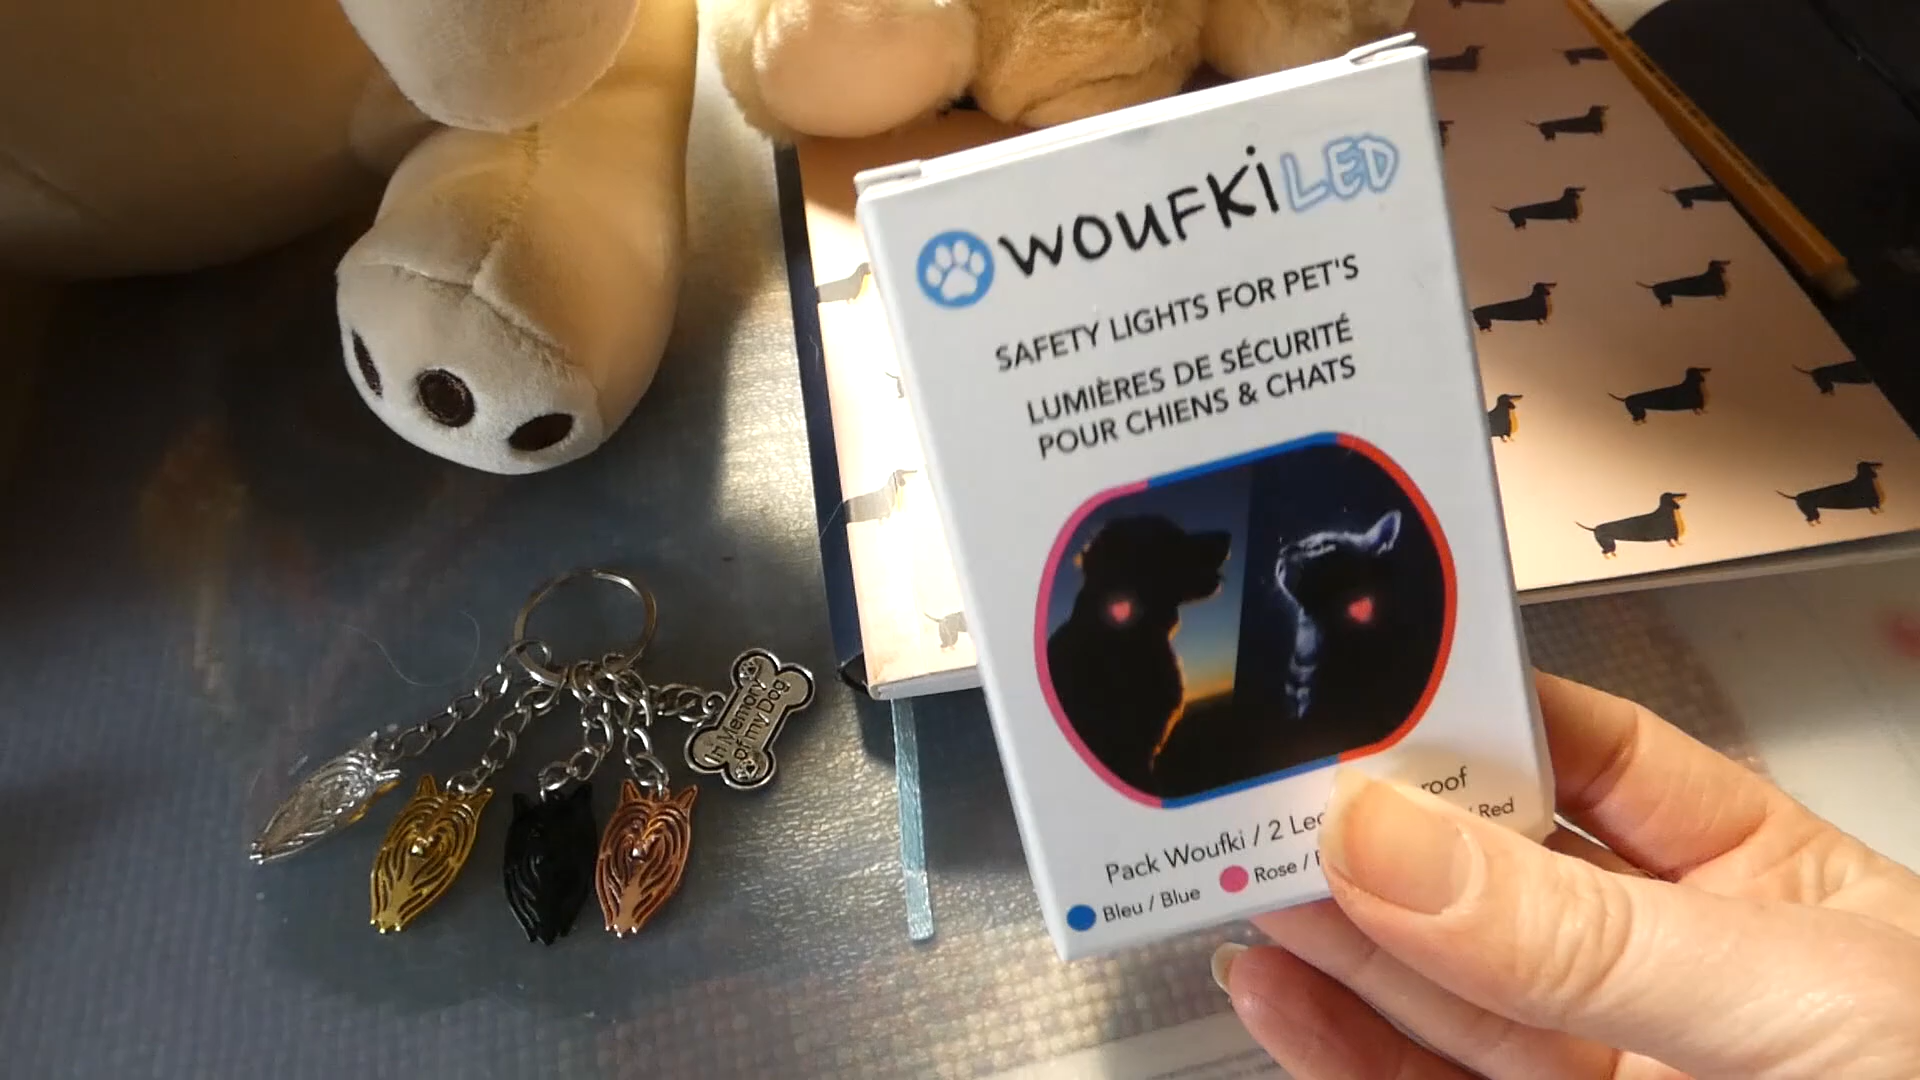 WOUFKi LED
SAFETY LIGHTS FOR PET'S
LUMIÈRES DE SÉCURITÉ
POUR CHIENS & CHATS
roof
Pack Woufki / 2 Led
/ Red
Bleu / Blue
Rose /
In Memory
of my Dog